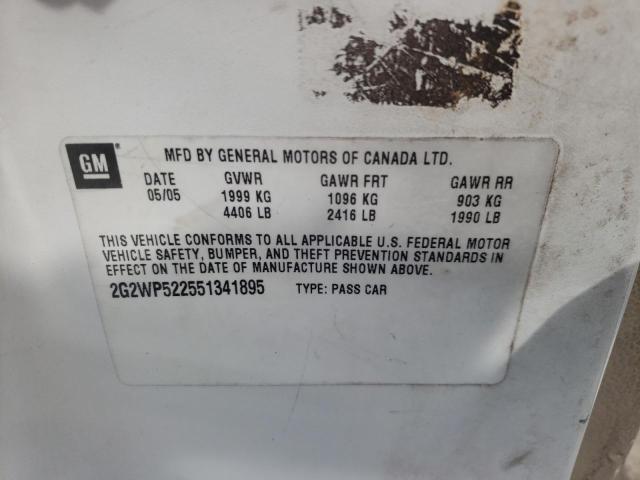 GM
MFD BY GENERAL MOTORS OF CANADA LTD.
DATE GVWR GAWR FRT GAWR RR
05/05 1999 KG 1096 KG 903 KG
4406 LB 2416 LB 1990 LB
THIS VEHICLE CONFORMS TO ALL APPLICABLE U.S. FEDERAL MOTOR
VEHICLE SAFETY, BUMPER, AND THEFT PREVENTION STANDARDS IN
EFFECT ON THE DATE OF MANUFACTURE SHOWN ABOVE.
2G2WP522551341895 TYPE: PASS CAR